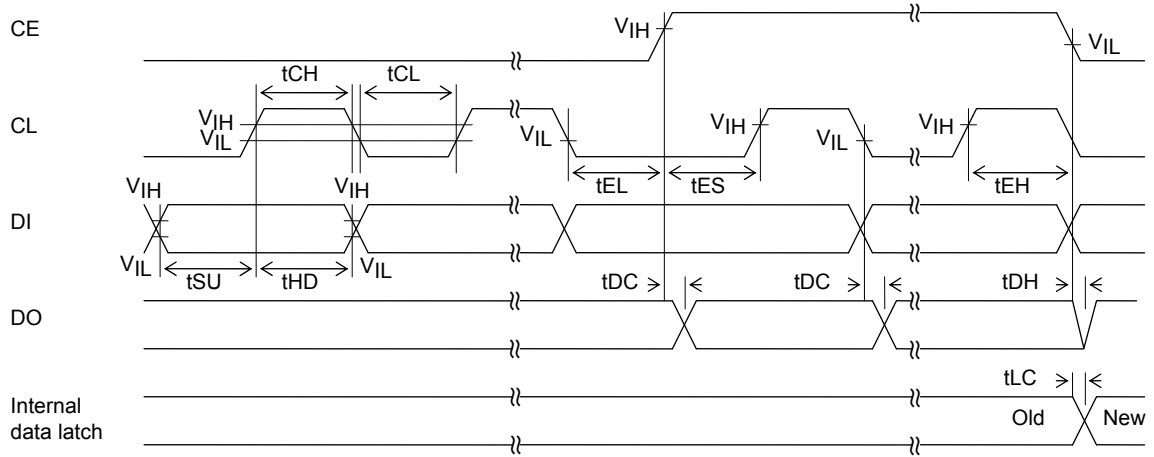 CE
VIH
VIL
tCH
tCL
CL
VIH
VIL
VIL
VIH
VIL
VIH
tEL
tES
tEH
VIH
VIH
DI
VIL
tSU
tHD
VIL
tDC
tDC
tDH
DO
tLC
Internal
data latch
Old
New